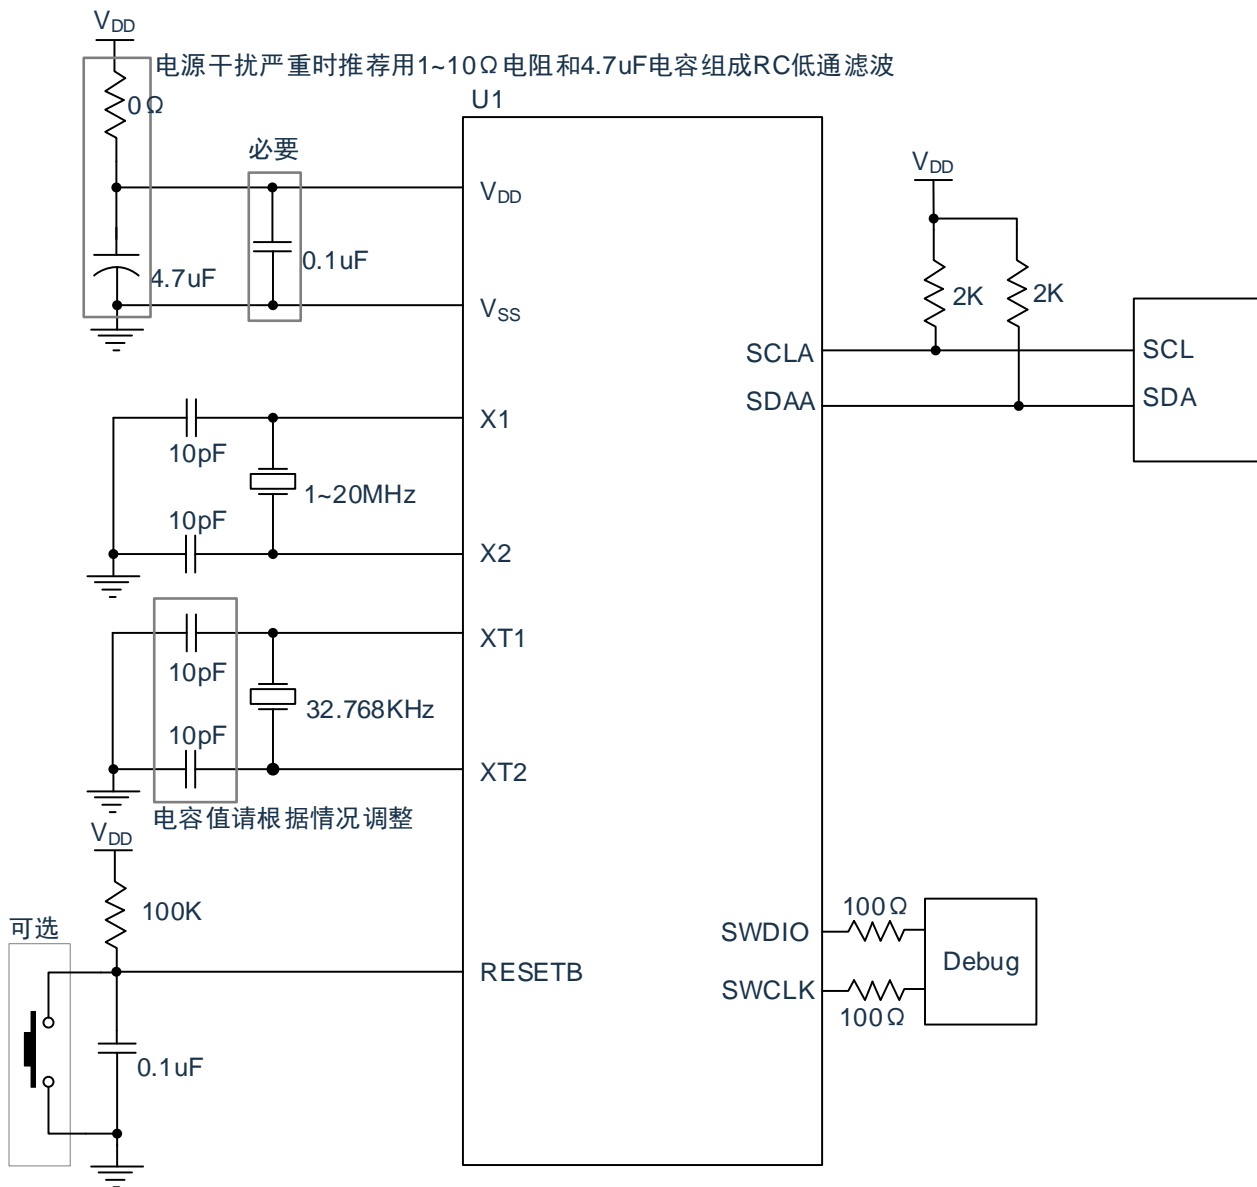 VDD
电源干扰严重时推荐用1~10Ω电阻和4.7uF电容组成RC低通滤波
0Ω
U1
必要
VDD
VDD
0.1uF
4.7uF
VSS
2K
2K
SCLA
SCL
SDAA
SDA
X1
10pF
1~20MHz
10pF
X2
XT1
10pF
32.768KHz
10pF
XT2
电容值请根据情况调整
VDD
100K
可选
100Ω
SWDIO
Debug
RESETB
SWCLK
100Ω
0.1uF